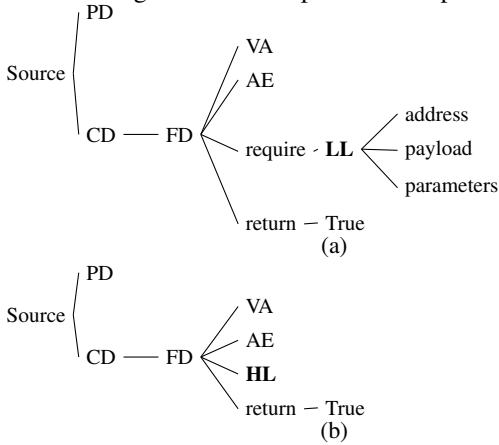 PD
VA
Source
AE
CD
FD
address
require
LL
payload
parameters
return
True
(a)
PD
VA
Source
AE
CD
FD
HL
return
True
(b)